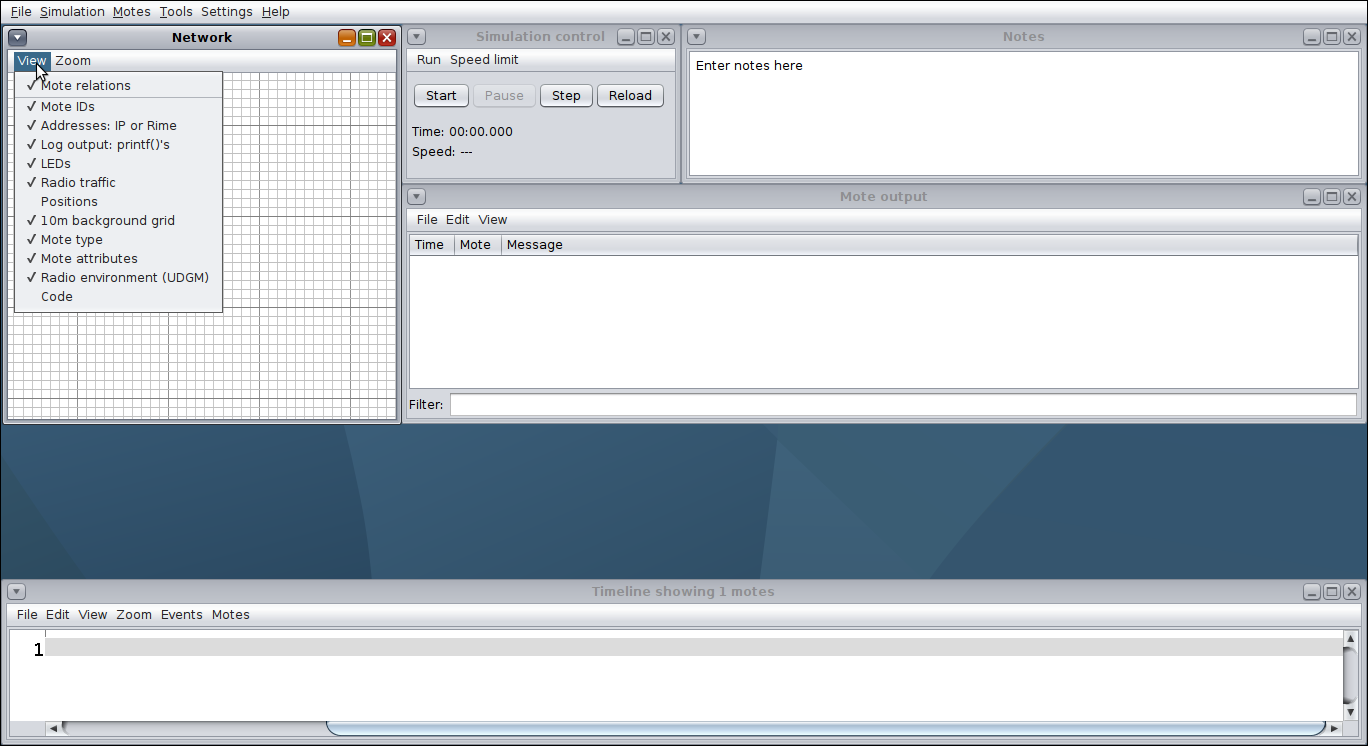 File Simulation Motes Tools Settings Help
Network
View Zoom
Mote relations
Mote IDs
Addresses: IP or Rime
Log output: printf()'s
LEDs
Radio traffic
Positions
10m background grid
Mote type
Mote attributes
Radio environment (UDGM)
Code
Simulation control
Run Speed limit
Start Pause Step Reload
Time: 00:00.000
Speed: ---
Notes
Enter notes here
Mote output
File Edit View
Time Mote Message
Filter:
Timeline showing 1 motes
File Edit View Zoom Events Motes
1